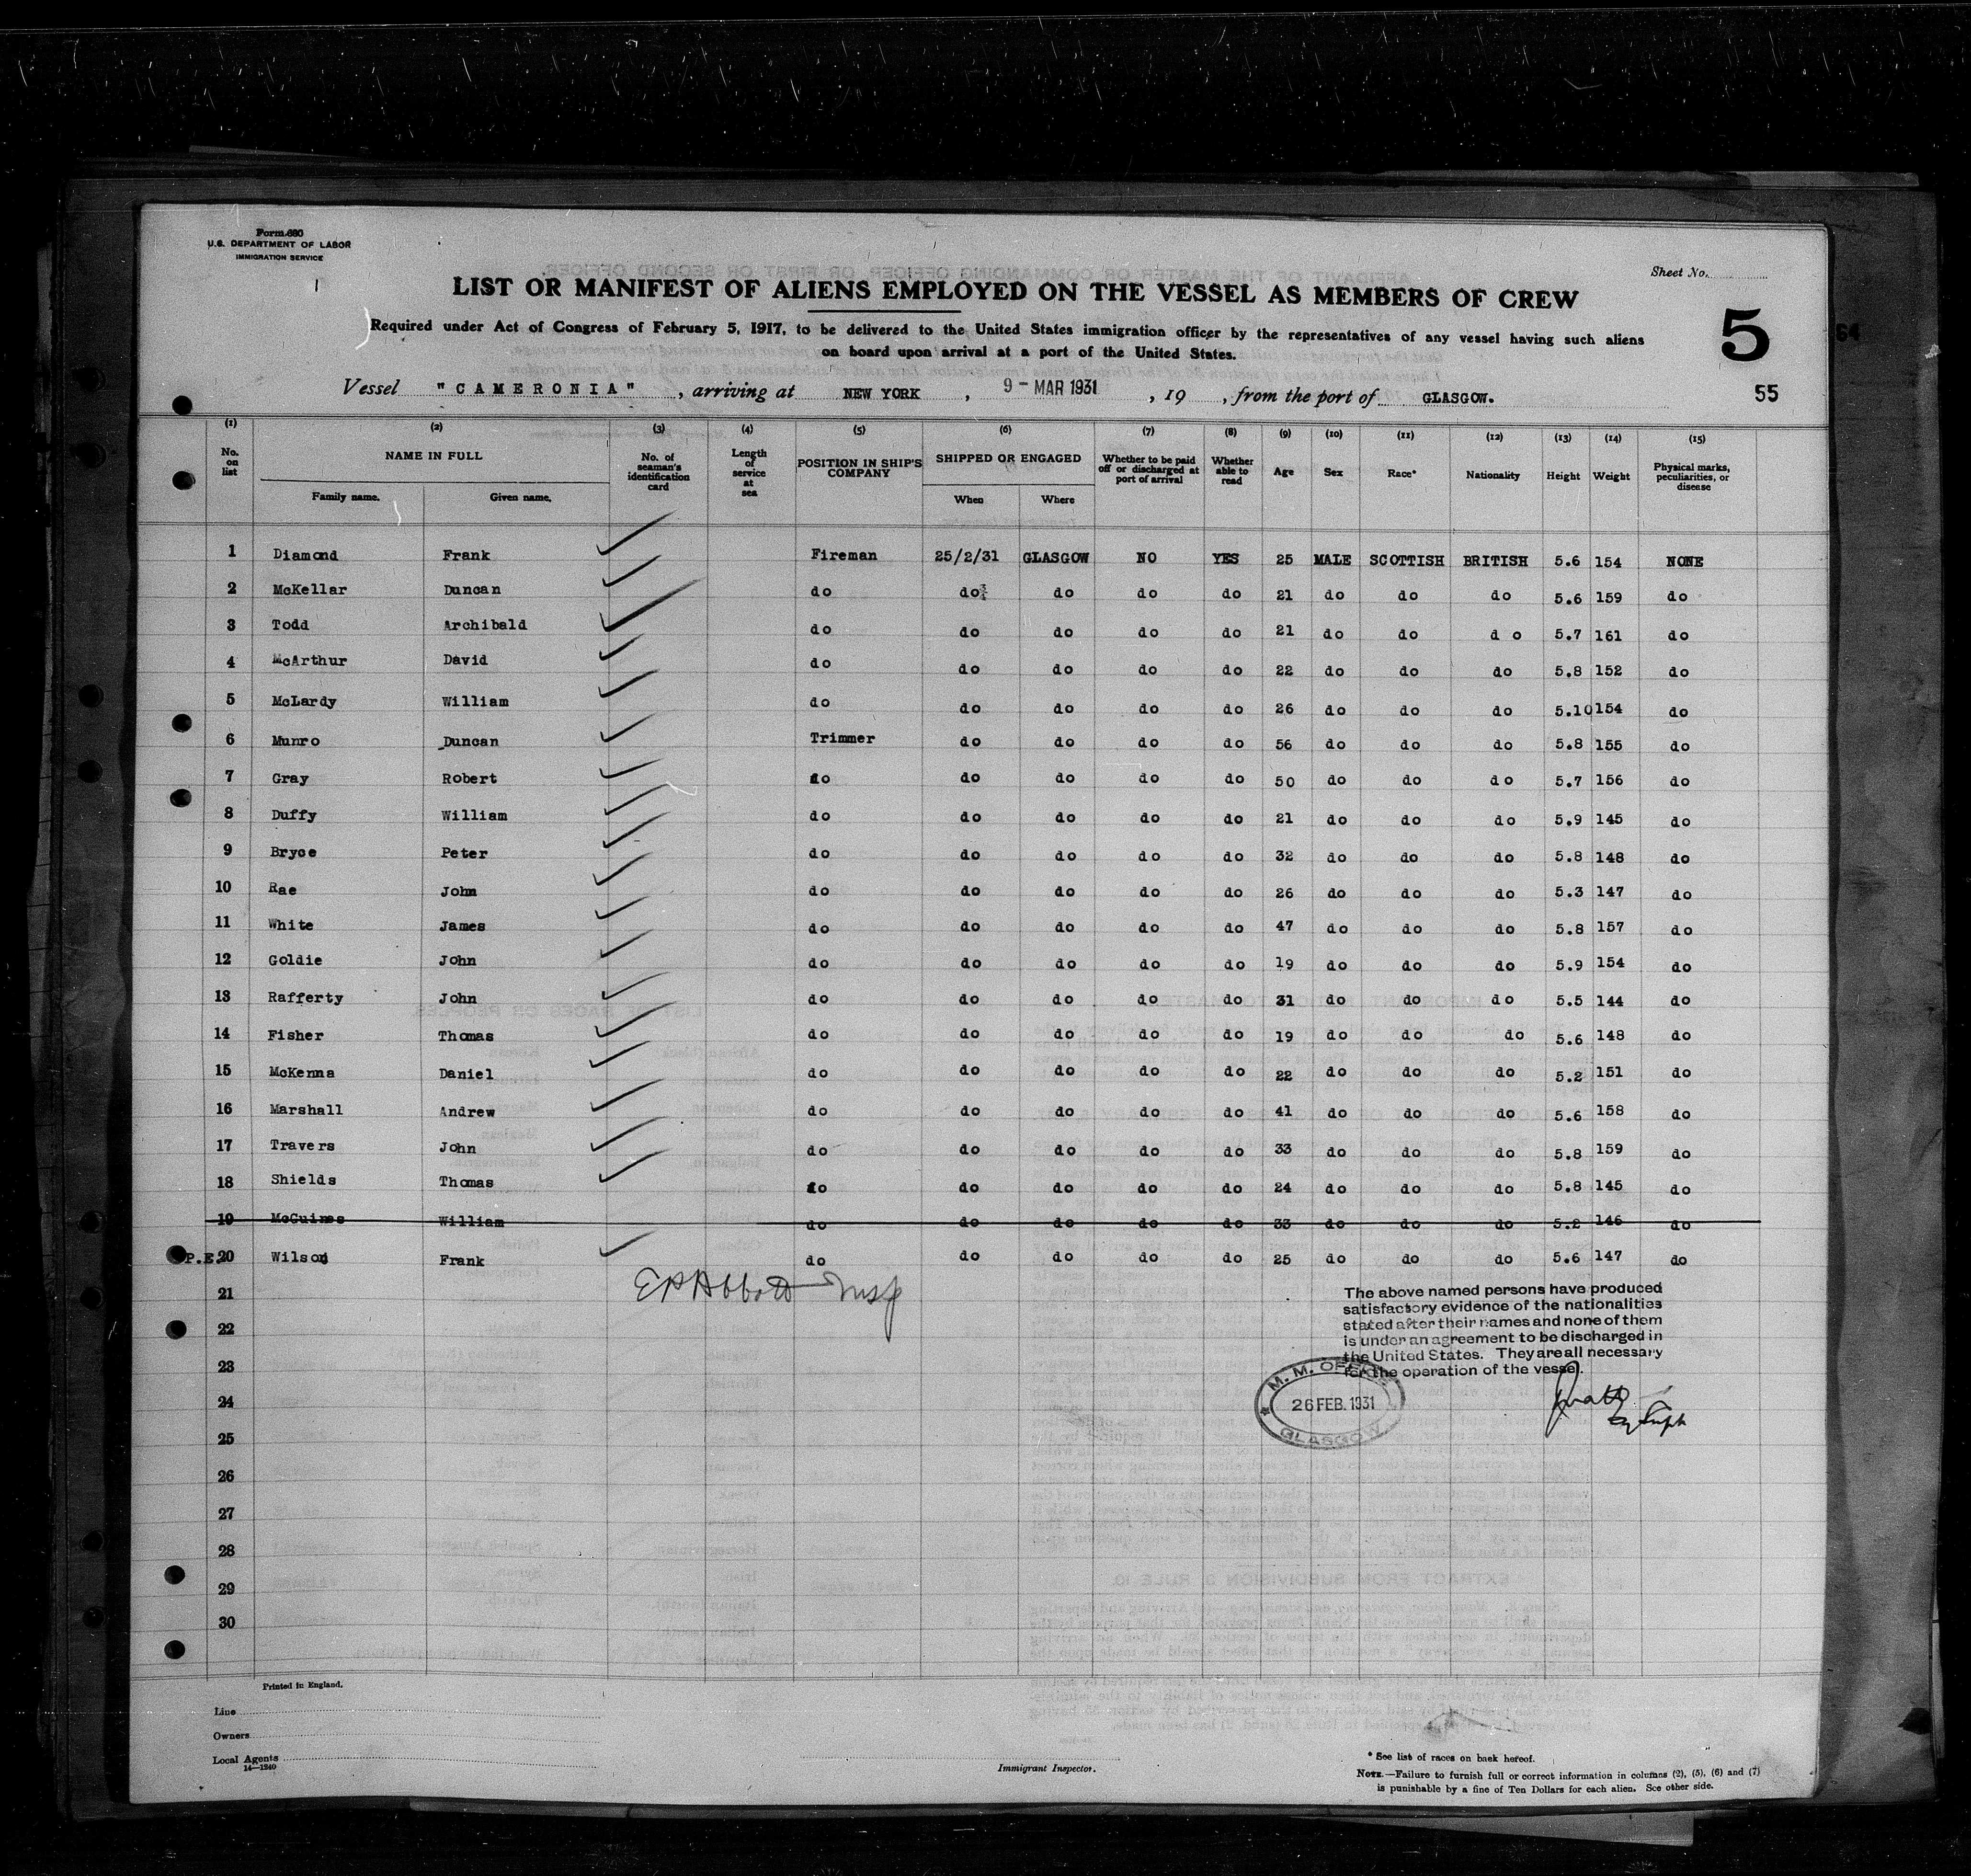 Form 680
U.S. DEPARTMENT OF LABOR
IMMIGRATION SERVICE
Sheet No.
LIST OR MANIFEST OF ALIENS EMPLOYED ON THE VESSEL AS MEMBERS OF CREW
Required under Act of Congress of February 5, 1917, to be delivered to the United States immigration officer by the representatives of any vessel having such aliens
on board upon arrival at a port of the United States.
5
64
Vessel "CAMERONIA", arriving at NEW YORK, 9 - MAR 1931, 19 , from the port of GLASGOW.
55
(1) (2) (3) (4) (5) (6) (7) (8) (9) (10) (11) (12) (13) (14) (15)
No. on list NAME IN FULL Family name. Given name. No. of seaman's identification card Length of service at sea POSITION IN SHIP'S COMPANY SHIPPED OR ENGAGED When Where Whether to be paid off or discharged at port of arrival Whether able to read Age Sex Race* Nationality Height Weight Physical marks, peculiarities, or disease
1 Diamond Frank Fireman 25/2/31 GLASGOW NO YES 25 MALE SCOTTISH BRITISH 5.6 154 NONE
2 McKellar Duncan do do do do do 21 do do do 5.6 159 do
3 Todd Archibald do do do do do 21 do do d o 5.7 161 do
4 McArthur David do do do do do 22 do do do 5.8 152 do
5 McLardy William do do do do do 26 do do do 5.10 154 do
6 Munro Duncan Trimmer do do do do 56 do do do 5.8 155 do
7 Gray Robert do do do do do 50 do do do 5.7 156 do
8 Duffy William do do do do do 21 do do do 5.9 145 do
9 Bryce Peter do do do do do 32 do do do 5.8 148 do
10 Rae John do do do do do 26 do do do 5.3 147 do
11 White James do do do do do 47 do do do 5.8 157 do
12 Goldie John do do do do do 19 do do do 5.9 154 do
13 Rafferty John do do do do do 31 do do do 5.5 144 do
14 Fisher Thomas do do do do do 19 do do do 5.6 148 do
15 McKenna Daniel do do do do do 22 do do do 5.2 151 do
16 Marshall Andrew do do do do do 41 do do do 5.6 158 do
17 Travers John do do do do do 33 do do do 5.8 159 do
18 Shields Thomas do do do do do 24 do do do 5.8 145 do
19 William do do do do do 33 do do do 5.2 146 do
P.E. 20 Wilson Frank do do do do do 25 do do do 5.6 147 do
21
E A Abbott Insp
The above named persons have produced
satisfactory evidence of the nationalities
stated after their names and none of them
is under an agreement to be discharged in
the United States. They are all necessary
for the operation of the vessel.
22
23
24
M. M. OFFICE
26 FEB. 1931
GLASGOW
25
26
27
28
29
30
Printed in England.
Line
Owners
Local Agents
14—1240
Immigrant Inspector.
* See list of races on back hereof.
NOTE.—Failure to furnish full or correct information in columns (2), (5), (6) and (7)
is punishable by a fine of Ten Dollars for each alien. See other side.